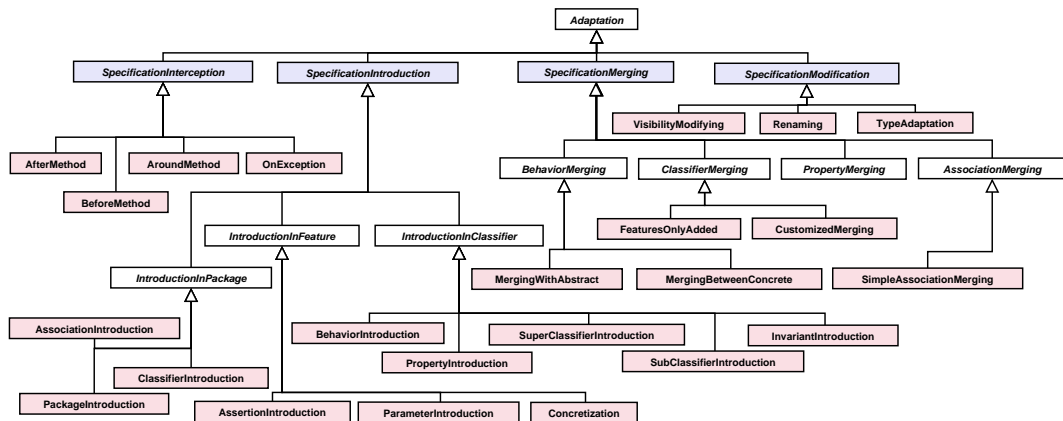 Adaptation
SpecificationInterception
SpecificationIntroduction
SpecificationMerging
SpecificationModification
VisibilityModifying
Renaming
TypeAdaptation
AfterMethod
AroundMethod
OnException
BehaviorMerging
ClassifierMerging
PropertyMerging
AssociationMerging
BeforeMethod
IntroductionInFeature
IntroductionInClassifier
FeaturesOnlyAdded
CustomizedMerging
IntroductionInPackage
MergingWithAbstract
MergingBetweenConcrete
SimpleAssociationMerging
AssociationIntroduction
BehaviorIntroduction
SuperClassifierIntroduction
InvariantIntroduction
PropertyIntroduction
SubClassifierIntroduction
ClassifierIntroduction
PackageIntroduction
AssertionIntroduction
ParameterIntroduction
Concretization